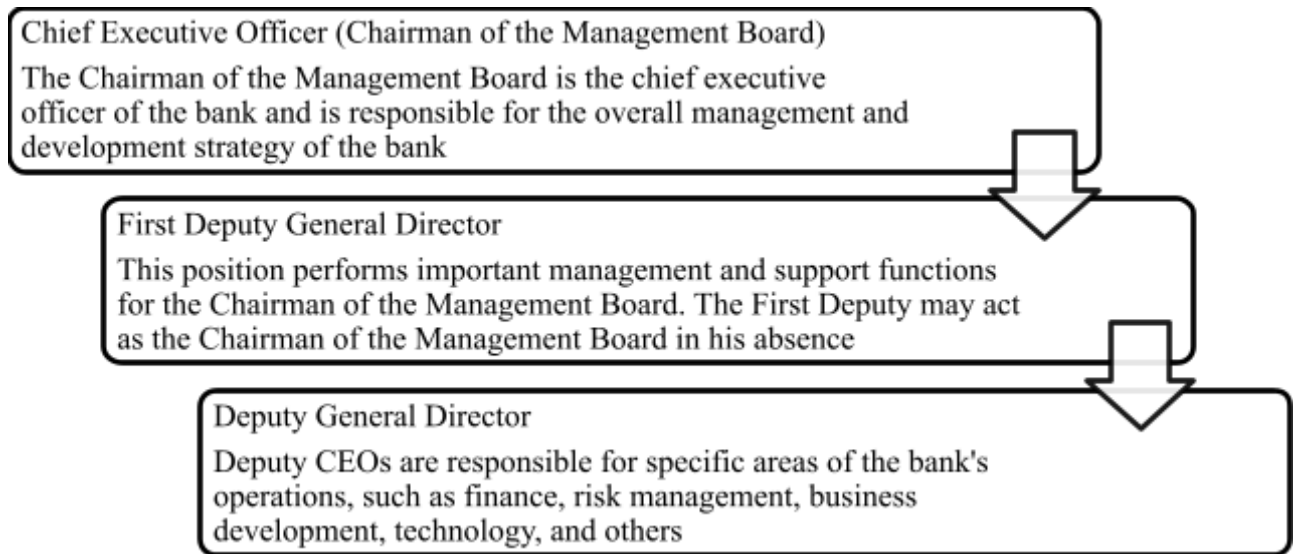 Chief Executive Officer (Chairman of the Management Board)
The Chairman of the Management Board is the chief executive
officer of the bank and is responsible for the overall management and
development strategy of the bank
First Deputy General Director
This position performs important management and support functions
for the Chairman of the Management Board. The First Deputy may act
as the Chairman of the Management Board in his absence
Deputy General Director
Deputy CEOs are responsible for specific areas of the bank's
operations, such as finance, risk management, business
development, technology, and others